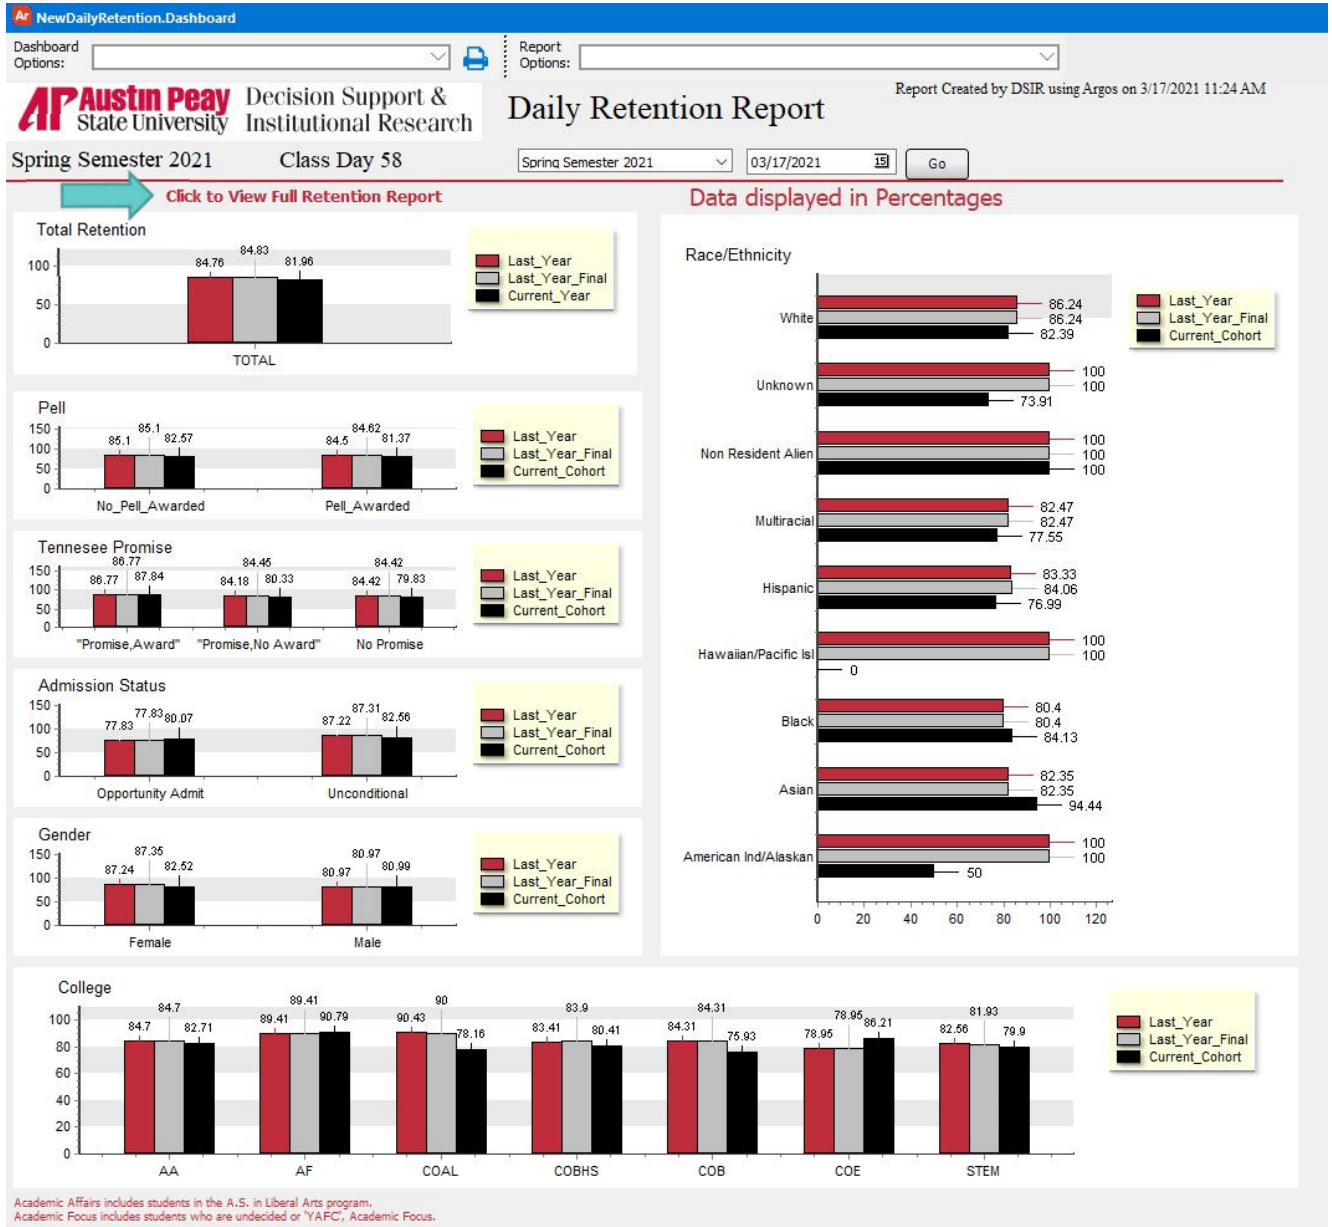 Ar NewDailyRetention.Dashboard
Dashboard Options:
Report Options:
AP Austin Peay State University
Decision Support & Institutional Research
Daily Retention Report
Report Created by DSIR using Argos on 3/17/2021 11:24 AM
Spring Semester 2021
Class Day 58
Spring Semester 2021
03/17/2021
15
Go
Click to View Full Retention Report
Data displayed in Percentages
Total Retention
84.76 84.83 81.96
100
50
0
TOTAL
Last_Year
Last_Year_Final
Current_Year
Pell
150
100
50
0
85.1 85.1 82.57
84.5 84.62 81.37
No_Pell_Awarded
Pell_Awarded
Last_Year
Last_Year_Final
Current_Cohort
Tennesee Promise
150
100
50
0
86.77 86.77 87.84
84.18 84.45 80.33
84.42 84.42 79.83
"Promise,Award"
"Promise,No Award"
No Promise
Last_Year
Last_Year_Final
Current_Cohort
Admission Status
150
100
50
0
77.83 77.83 80.07
87.22 87.31 82.56
Opportunity Admit
Unconditional
Last_Year
Last_Year_Final
Current_Cohort
Gender
150
100
50
0
87.24 87.35 82.52
80.97 80.97 80.99
Female
Male
Last_Year
Last_Year_Final
Current_Cohort
Race/Ethnicity
White
86.24
86.24
82.39
Unknown
100
100
73.91
Non Resident Alien
100
100
100
Multiracial
82.47
82.47
77.55
Hispanic
83.33
84.06
76.99
Hawaiian/Pacific Isl
100
100
0
Black
80.4
80.4
84.13
Asian
82.35
82.35
94.44
American Ind/Alaskan
100
100
50
0 20 40 60 80 100 120
Last_Year
Last_Year_Final
Current_Cohort
College
100
80
60
40
20
0
84.7 84.7 82.71
89.41 89.41 90.79
90.43 90 78.16
83.41 83.9 80.41
84.31 84.31 75.93
78.95 78.95 86.21
82.56 81.93 79.9
AA AF COAL COBHS COB COE STEM
Last_Year
Last_Year_Final
Current_Cohort
Academic Affairs includes students in the A.S. in Liberal Arts program.
Academic Focus includes students who are undecided or 'YAFC', Academic Focus.